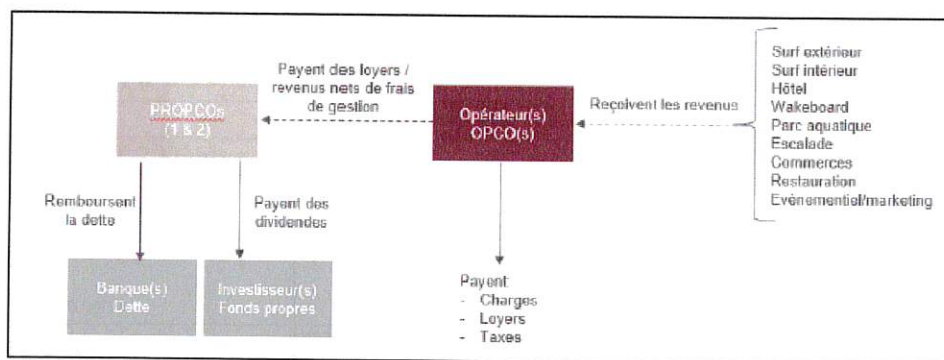 Payent des loyers /
revenus nets de frais
de gestion
PROPCOs
(1 & 2)
Opérateur(s)
OPCO(s)
Reçoivent les revenus
Surf extérieur
Surf intérieur
Hôtel
Wakeboard
Parc aquatique
Escalade
Commerces
Restauration
Evènementiel/marketing
Remboursent
la dette
Payent des
dividendes
Banque(s)
Dette
Investisseur(s)
Fonds propres
Payent:
- Charges
- Loyers
- Taxes